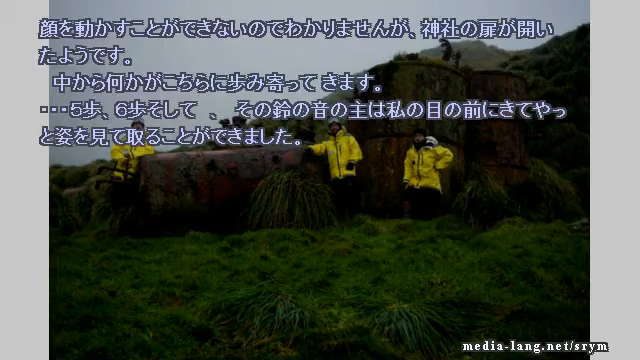 顔を動かすことができないのでわかりませんが、神社の扉が開い
たようです。
　中から何かがこちらに歩み寄って きます。
・・・５歩、６歩そして　、　その鈴の音の主は私の目の前にきてやっ
と姿を見て取ることができました。
media-lang.net/srym